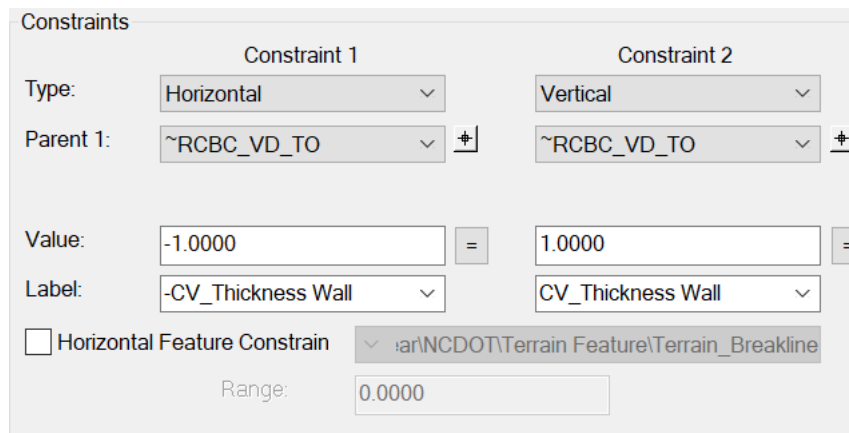 Constraints
Constraint 1 Constraint 2
Type: Horizontal Vertical
Parent 1: ~RCBC_VD_TO ~RCBC_VD_TO
Value: -1.0000 = 1.0000 =
Label: -CV_Thickness Wall CV_Thickness Wall
Horizontal Feature Constrain ear\NCDOT\Terrain Feature\Terrain_Breakline
Range: 0.0000